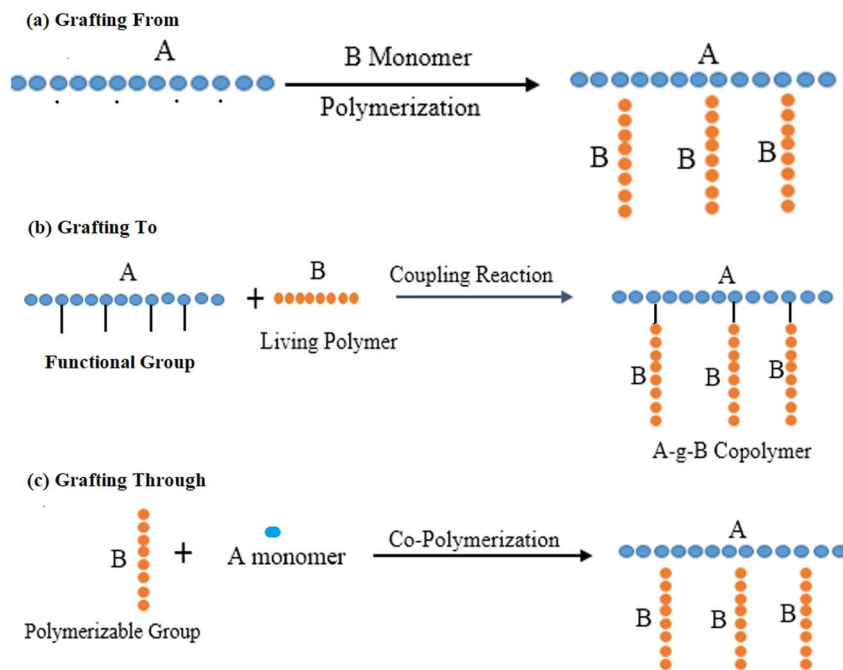 (a) Grafting From
A
B Monomer
Polymerization
A
B
B
B
(b) Grafting To
A
Functional Group
+
B
Living Polymer
Coupling Reaction
A
B
B
B
A-g-B Copolymer
(c) Grafting Through
B
Polymerizable Group
+
A monomer
Co-Polymerization
A
B
B
B